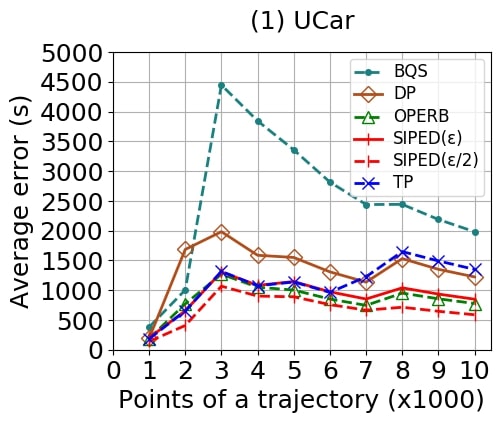 (1) UCar
Average error (s)
5000
4500
4000
3500
3000
2500
2000
1500
1000
500
0
BQS
DP
OPERB
SIPED(ε)
SIPED(ε/2)
TP
0 1 2 3 4 5 6 7 8 9 10
Points of a trajectory (x1000)